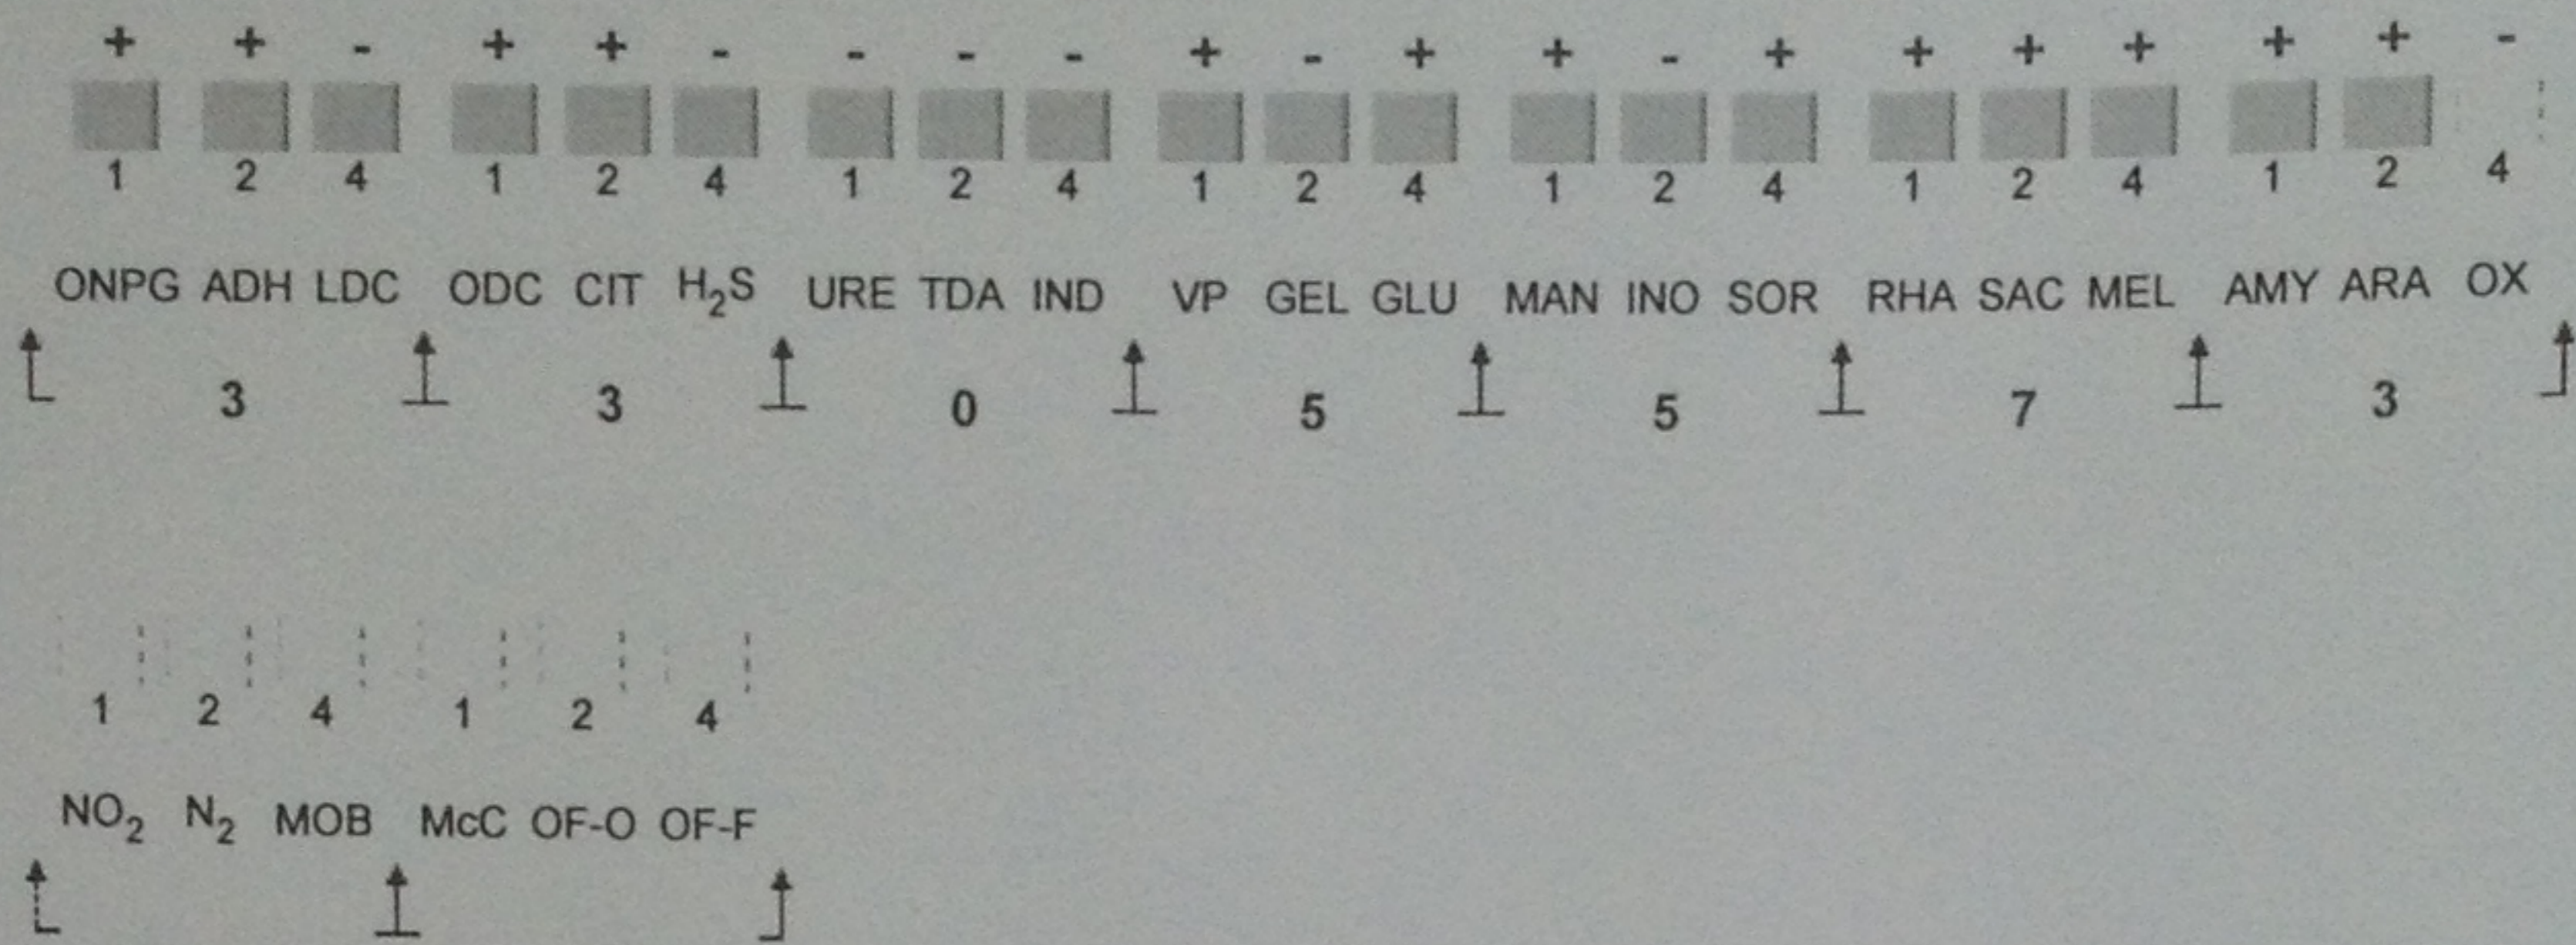 + + - + + - - - - + - + + - + + + + + + -
1 2 4 1 2 4 1 2 4 1 2 4 1 2 4 1 2 4 1 2 4
ONPG ADH LDC ODC CIT H₂S URE TDA IND VP GEL GLU MAN INO SOR RHA SAC MEL AMY ARA OX
3 3 0 5 5 7 3
1 2 4 1 2 4
NO₂ N₂ MOB McC OF-O OF-F